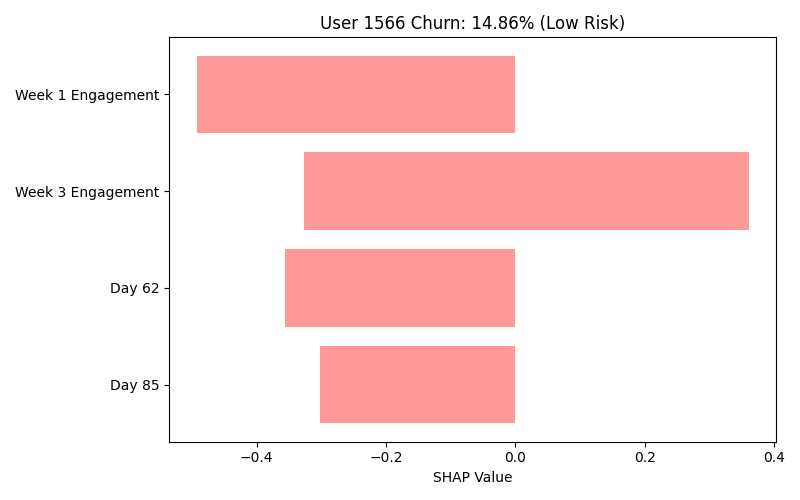 User 1566 Churn: 14.86% (Low Risk)
Week 1 Engagement
Week 3 Engagement
Day 62
Day 85
−0.4 −0.2 0.0 0.2 0.4
SHAP Value